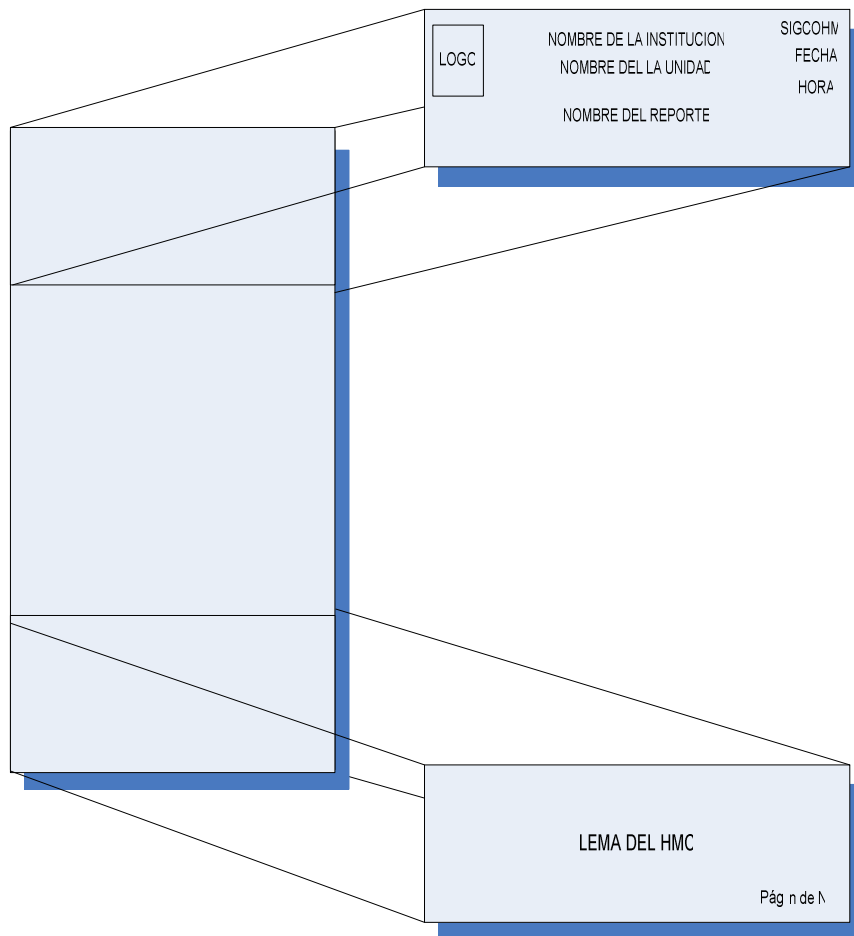 LOGO
NOMBRE DE LA INSTITUCION
NOMBRE DEL LA UNIDAD
NOMBRE DEL REPORTE
SIGCOHM
FECHA
HORA
LEMA DEL HMC
Pág n de N